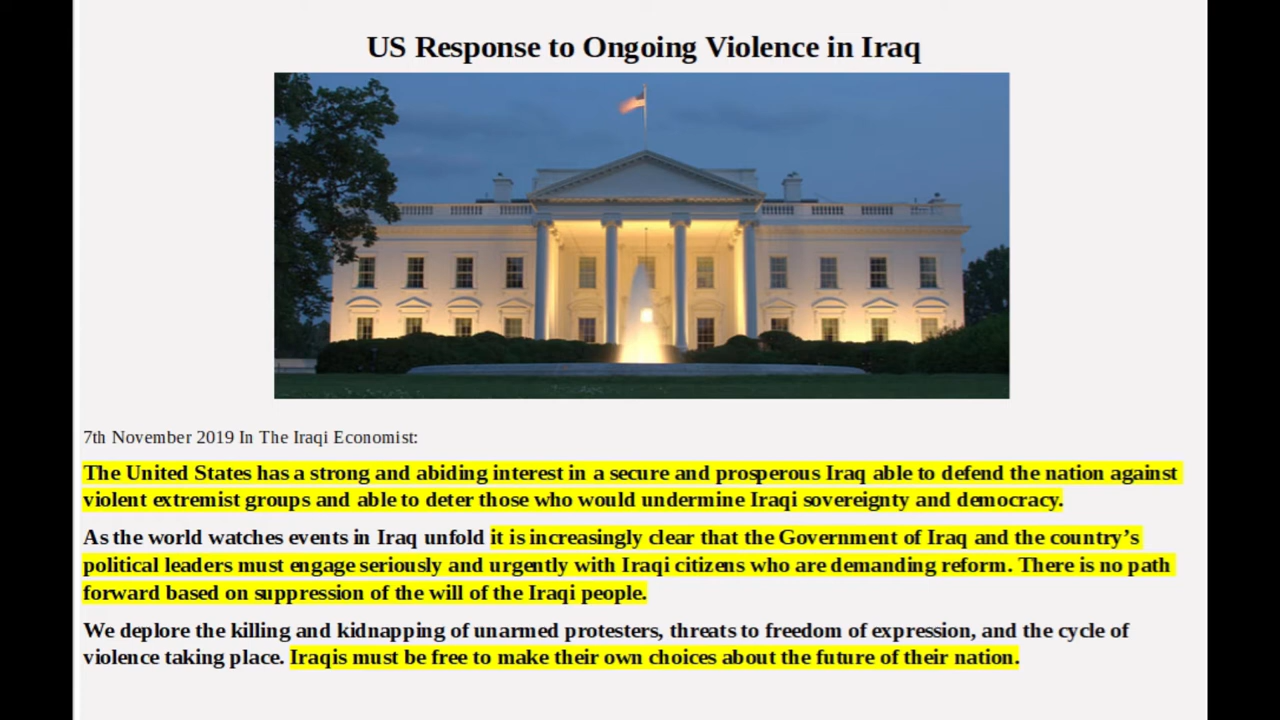 US Response to Ongoing Violence in Iraq
7th November 2019 In The Iraqi Economist:
The United States has a strong and abiding interest in a secure and prosperous Iraq able to defend the nation against
violent extremist groups and able to deter those who would undermine Iraqi sovereignty and democracy.
As the world watches events in Iraq unfold it is increasingly clear that the Government of Iraq and the country’s
political leaders must engage seriously and urgently with Iraqi citizens who are demanding reform. There is no path
forward based on suppression of the will of the Iraqi people.
We deplore the killing and kidnapping of unarmed protesters, threats to freedom of expression, and the cycle of
violence taking place. Iraqis must be free to make their own choices about the future of their nation.